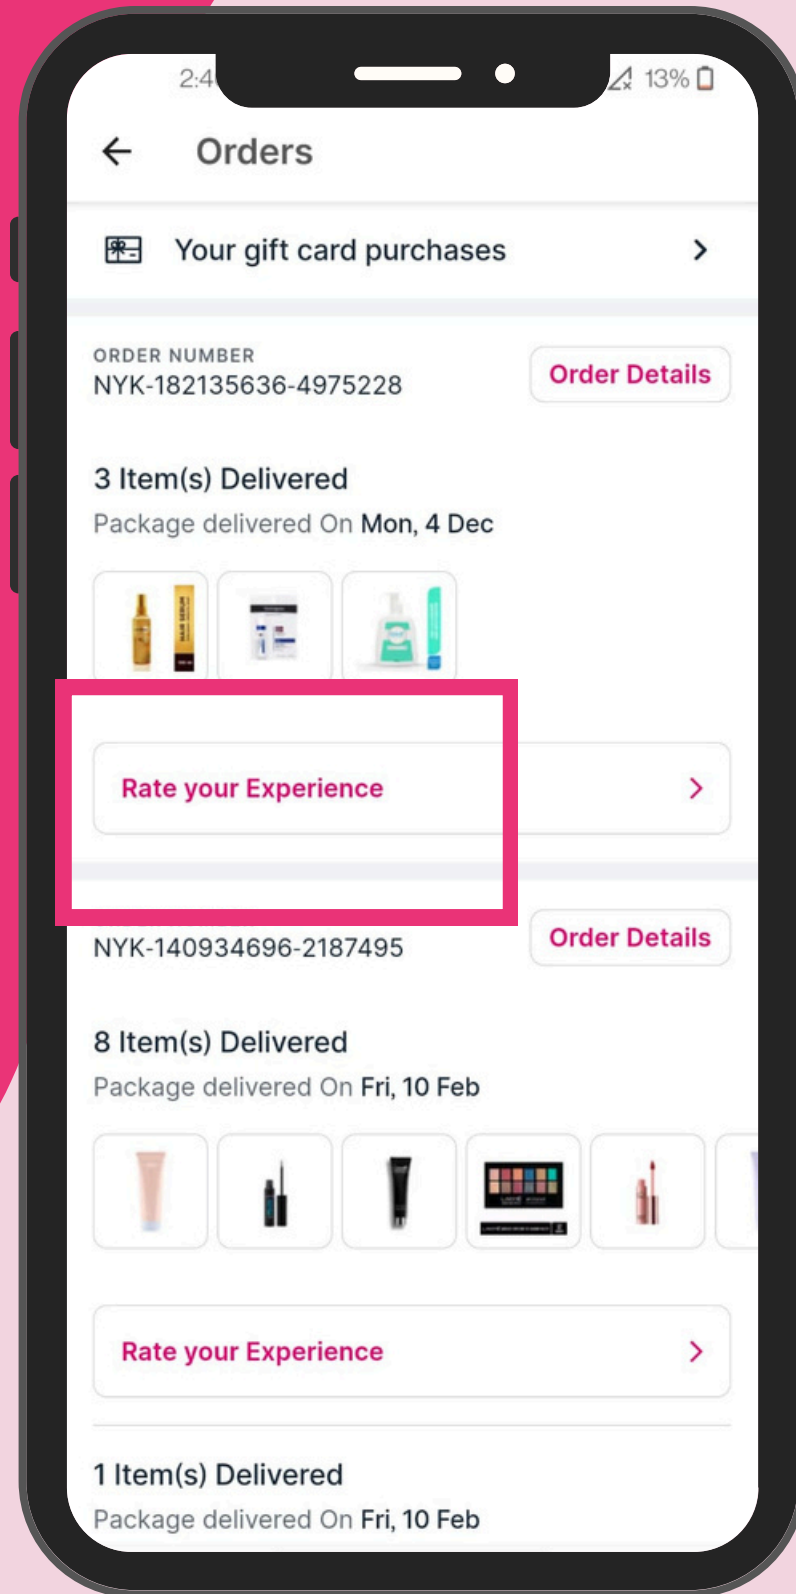 2:4
13%
Orders
Your gift card purchases
ORDER NUMBER
NYK-182135636-4975228
Order Details
3 Item(s) Delivered
Package delivered On Mon, 4 Dec
HAIR SERUM
Rate your Experience
NYK-140934696-2187495
Order Details
8 Item(s) Delivered
Package delivered On Fri, 10 Feb
Rate your Experience
1 Item(s) Delivered
Package delivered On Fri, 10 Feb